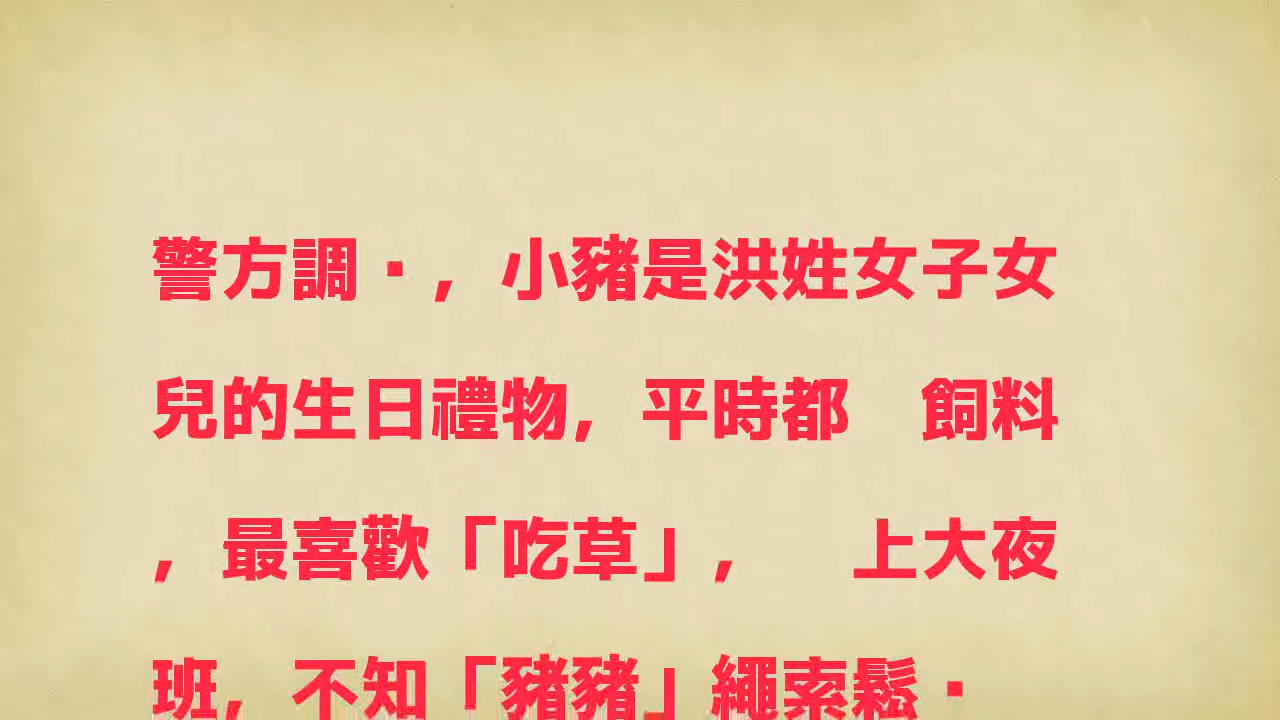 警方調▪，小豬是洪姓女子女
兒的生日禮物，平時都　飼料
，最喜歡「吃草」，　上大夜
班，不知「豬豬」繩索鬆▪